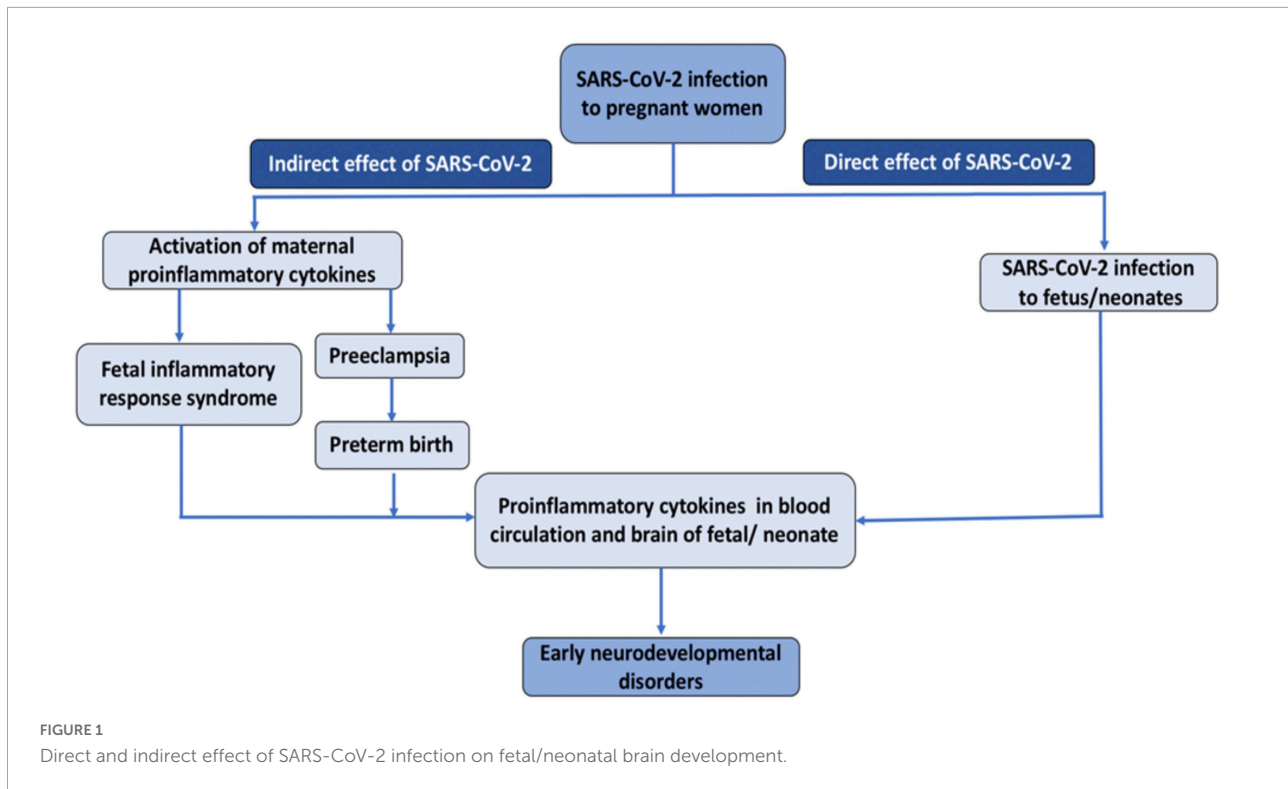 SARS-CoV-2 infection
to pregnant women
Indirect effect of SARS-CoV-2
Direct effect of SARS-CoV-2
Activation of maternal
proinflammatory cytokines
SARS-CoV-2 infection
to fetus/neonates
Fetal inflammatory
response syndrome
Preeclampsia
Preterm birth
Proinflammatory cytokines in blood
circulation and brain of fetal/ neonate
Early neurodevelopmental
disorders
FIGURE 1
Direct and indirect effect of SARS-CoV-2 infection on fetal/neonatal brain development.